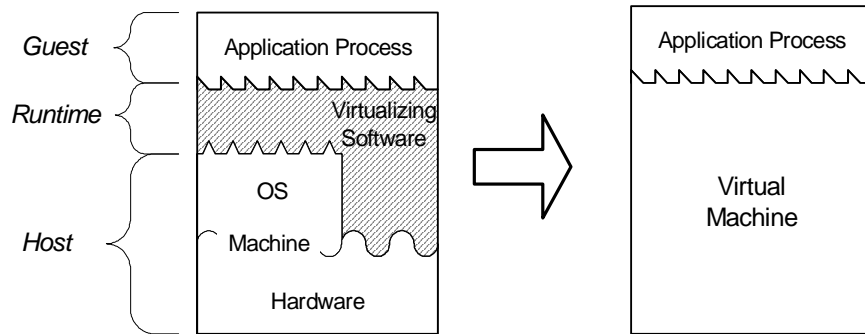 Guest
Application Process
Runtime
Virtualizing
Software
OS
Host
Machine
Hardware
Application Process
Virtual
Machine